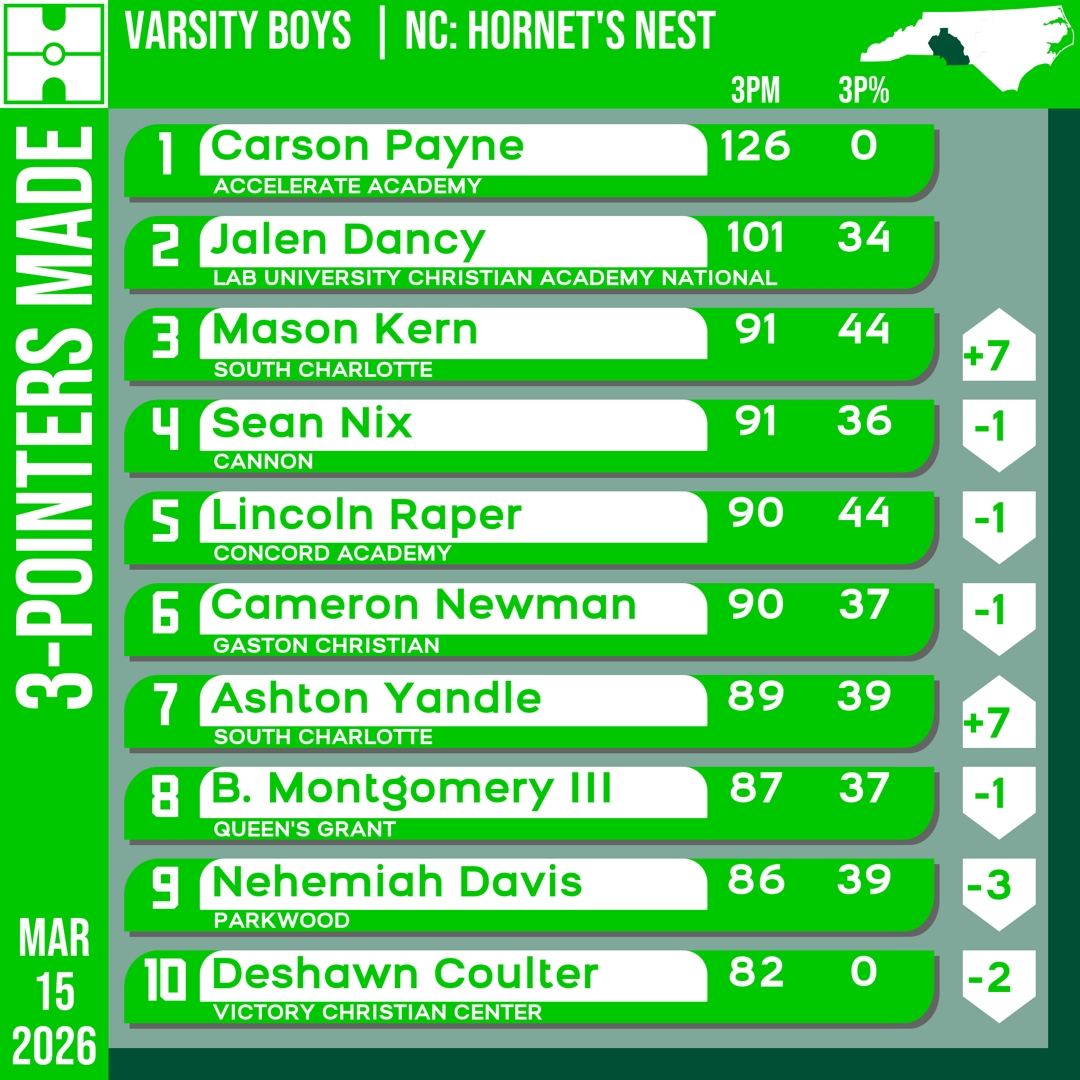 VARSITY BOYS | NC: HORNET'S NEST
3PM 3P%
3-POINTERS MADE
1 Carson Payne 126 0
ACCELERATE ACADEMY
2 Jalen Dancy 101 34
LAB UNIVERSITY CHRISTIAN ACADEMY NATIONAL
3 Mason Kern 91 44 +7
SOUTH CHARLOTTE
4 Sean Nix 91 36 -1
CANNON
5 Lincoln Raper 90 44 -1
CONCORD ACADEMY
6 Cameron Newman 90 37 -1
GASTON CHRISTIAN
7 Ashton Yandle 89 39 +7
SOUTH CHARLOTTE
8 B. Montgomery III 87 37 -1
QUEEN'S GRANT
9 Nehemiah Davis 86 39 -3
PARKWOOD
10 Deshawn Coulter 82 0 -2
VICTORY CHRISTIAN CENTER
MAR
15
2026